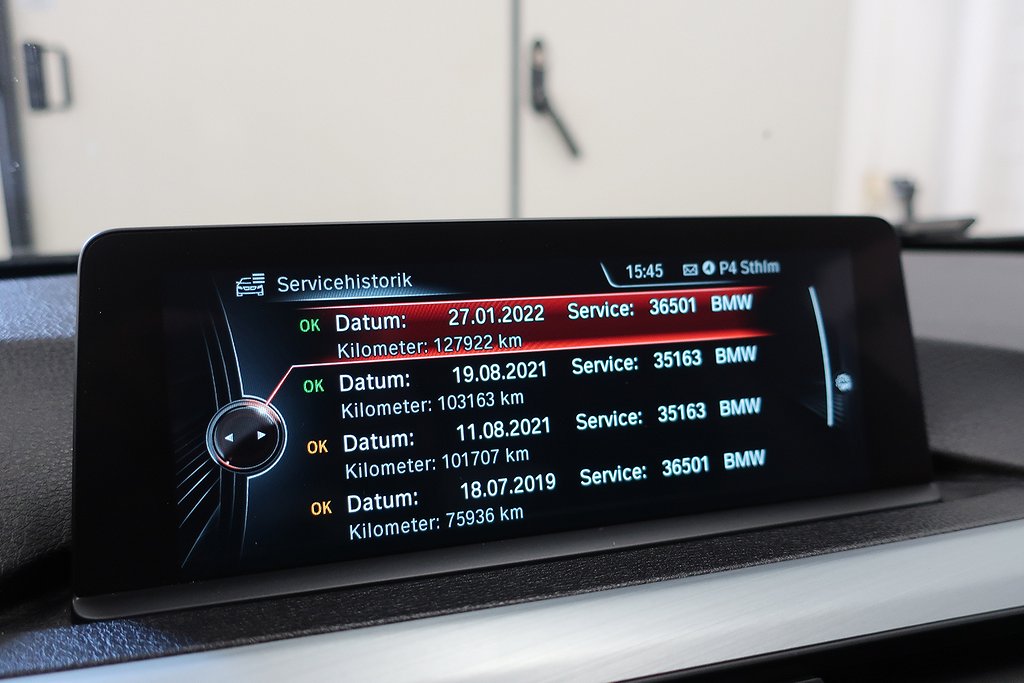 Servicehistorik 15:45 P4 Sthlm
OK Datum: 27.01.2022 Service: 36501 BMW
Kilometer: 127922 km
OK Datum: 19.08.2021 Service: 35163 BMW
Kilometer: 103163 km
OK Datum: 11.08.2021 Service: 35163 BMW
Kilometer: 101707 km
OK Datum: 18.07.2019 Service: 36501 BMW
Kilometer: 75936 km